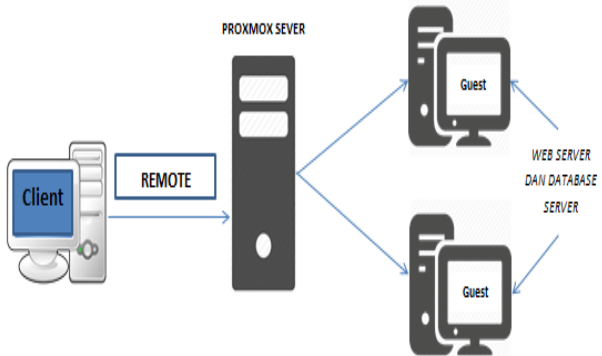 PROXMOX SEVER
Client
REMOTE
Guest
WEB SERVER
DAN DATABASE
SERVER
Guest